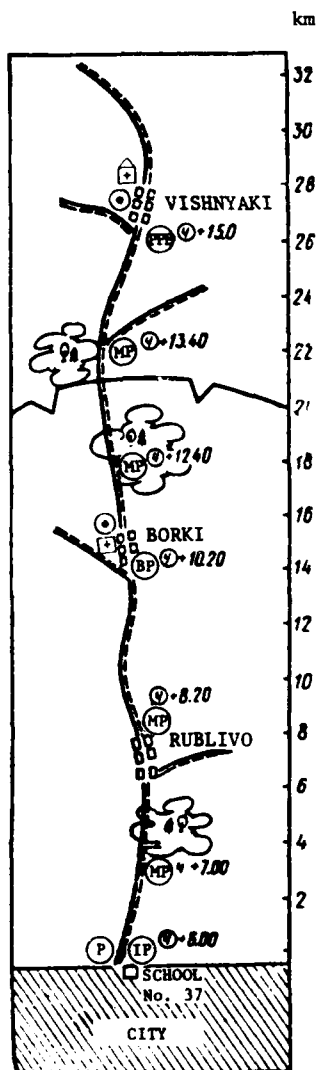 km
32
30
28
VISHNYAKI
26
Ч+15.0
24
MP Ч+13.40
22
20
MP Ч+12.40
18
16
BORKI
BP Ч+10.20
14
12
10
Ч+8.20
MP
8
RUBLIVO
6
4
MP Ч+7.00
2
P IP Ч+6.00
SCHOOL
No. 37
CITY